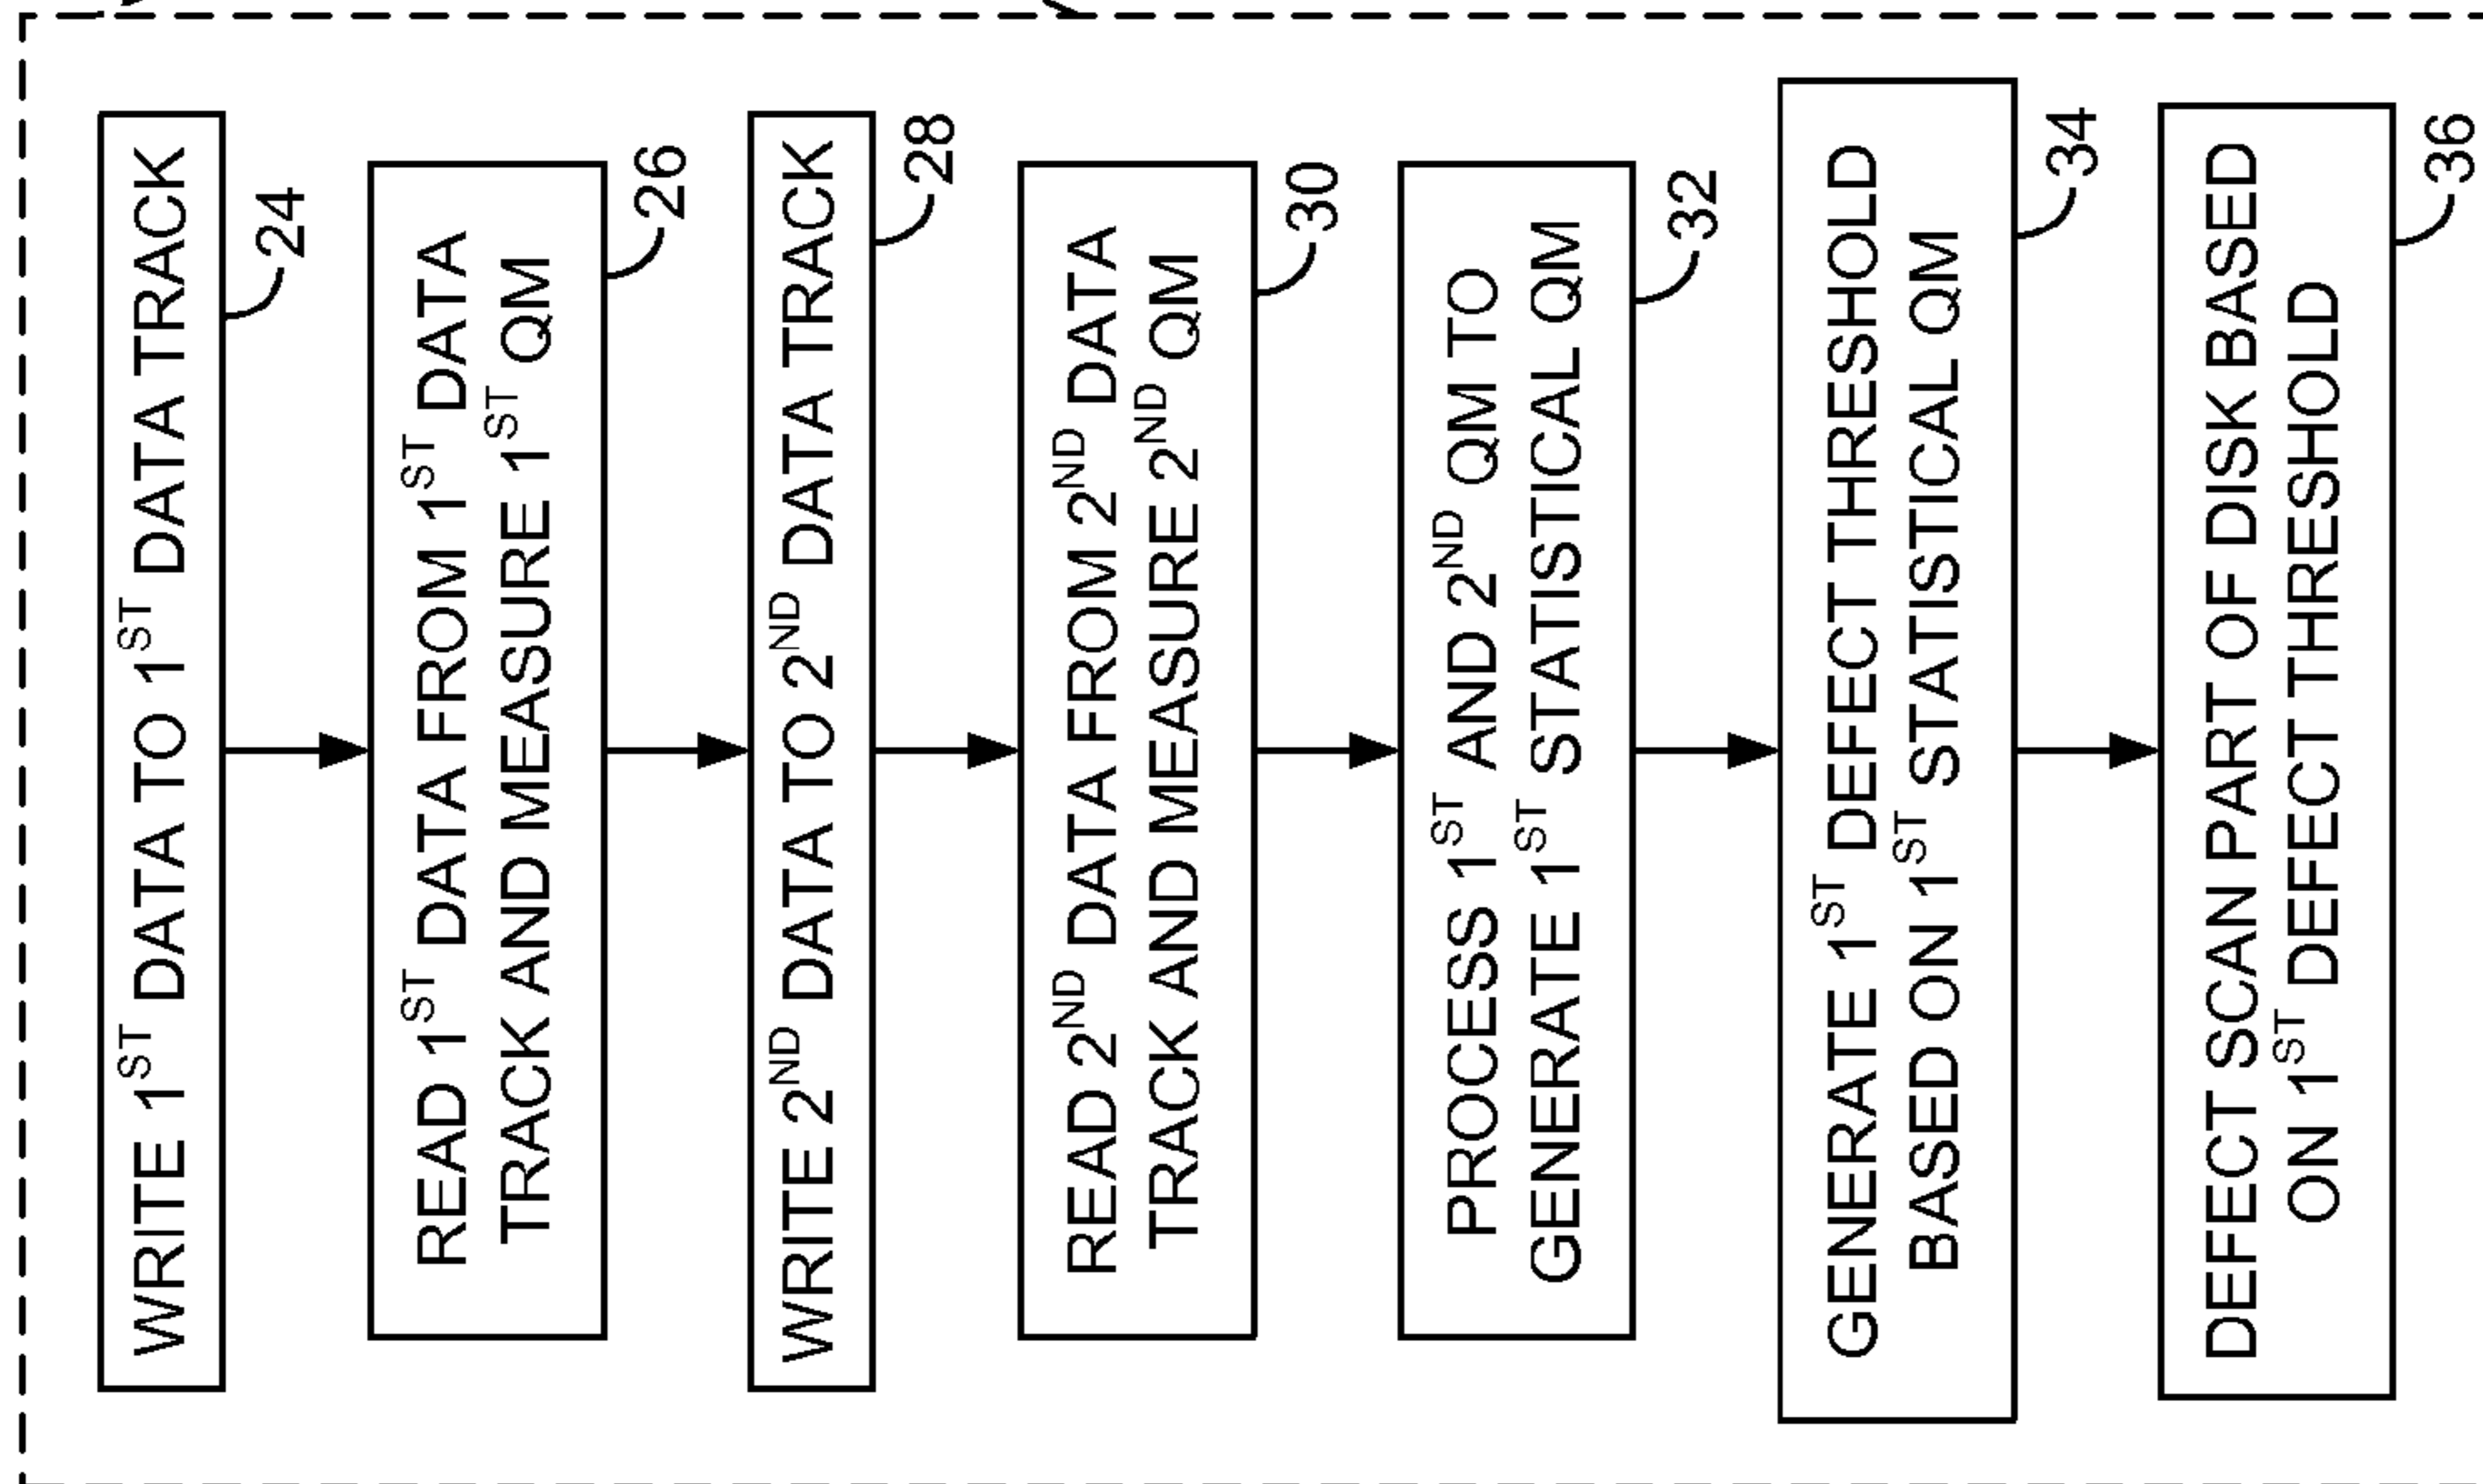 WRITE 1ST DATA TO 1ST DATA TRACK
24
READ 1ST DATA FROM 1ST DATA
TRACK AND MEASURE 1ST QM
26
WRITE 2ND DATA TO 2ND DATA TRACK
28
READ 2ND DATA FROM 2ND DATA
TRACK AND MEASURE 2ND QM
30
PROCESS 1ST AND 2ND QM TO
GENERATE 1ST STATISTICAL QM
32
GENERATE 1ST DEFECT THRESHOLD
BASED ON 1ST STATISTICAL QM
34
DEFECT SCAN PART OF DISK BASED
ON 1ST DEFECT THRESHOLD
36